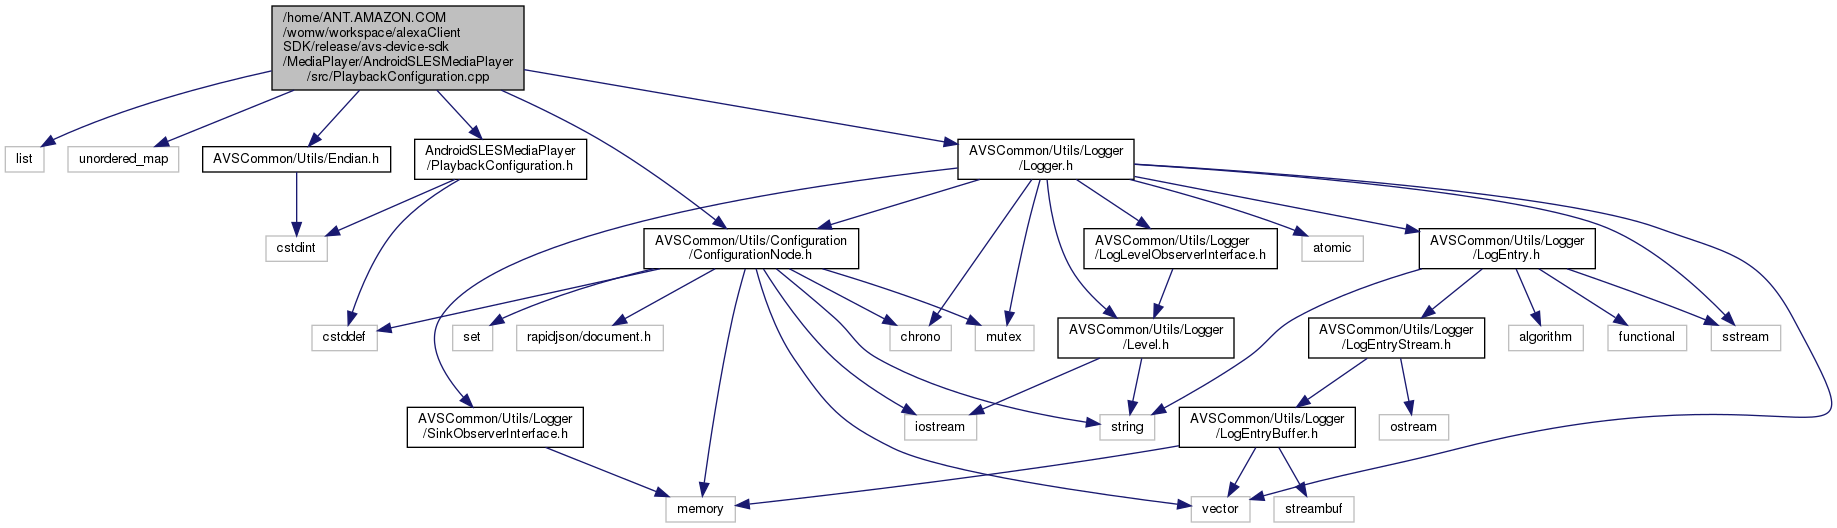 /home/ANT.AMAZON.COM
/womw/workspace/alexaClient
SDK/release/avs-device-sdk
/MediaPlayer/AndroidSLESMediaPlayer
/src/PlaybackConfiguration.cpp
list
unordered_map
AVSCommon/Utils/Endian.h
AndroidSLESMediaPlayer
/PlaybackConfiguration.h
AVSCommon/Utils/Logger
/Logger.h
cstdint
AVSCommon/Utils/Configuration
/ConfigurationNode.h
AVSCommon/Utils/Logger
/LogLevelObserverInterface.h
atomic
AVSCommon/Utils/Logger
/LogEntry.h
cstddef
set
rapidjson/document.h
chrono
mutex
AVSCommon/Utils/Logger
/Level.h
AVSCommon/Utils/Logger
/LogEntryStream.h
algorithm
functional
sstream
AVSCommon/Utils/Logger
/SinkObserverInterface.h
iostream
string
AVSCommon/Utils/Logger
/LogEntryBuffer.h
ostream
memory
vector
streambuf